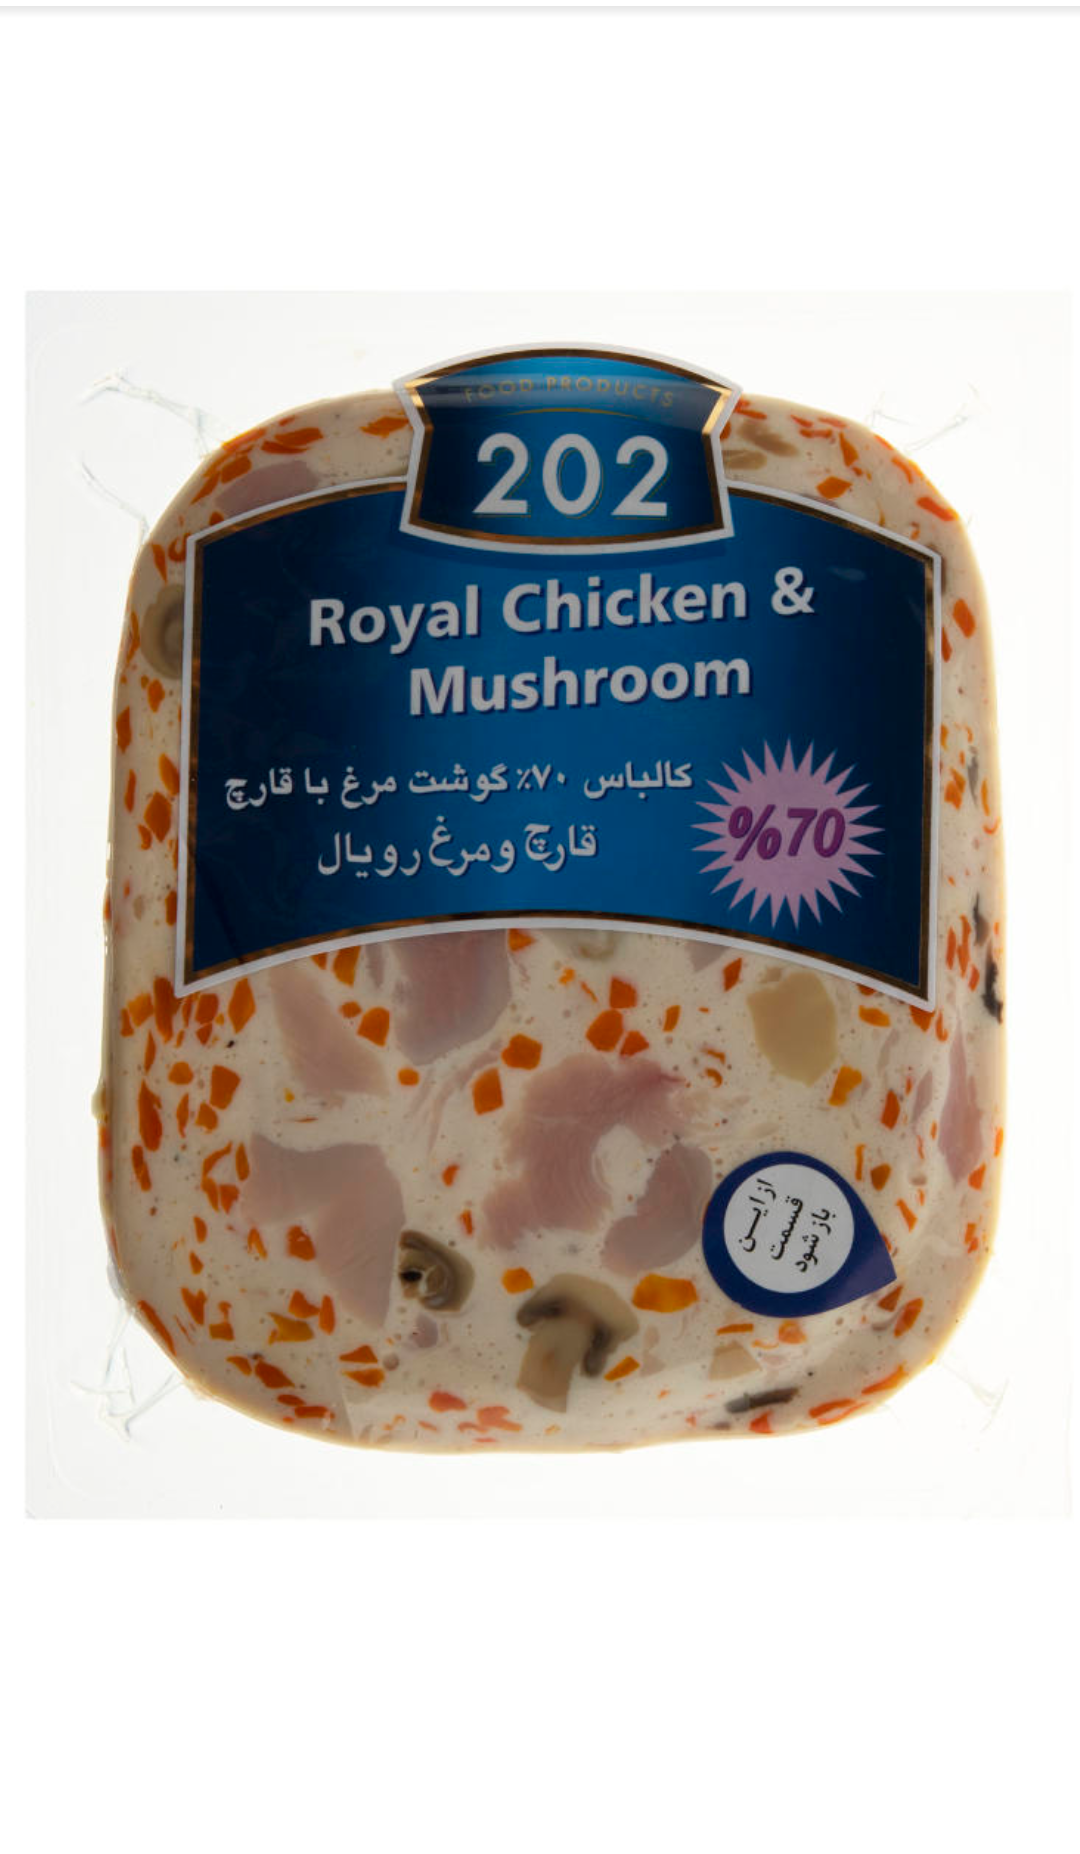 FOOD PRODUCTS
202
Royal Chicken &
Mushroom
کالباس ۷۰٪ گوشت مرغ با قارچ
قارچ و مرغ رویال
%70
از این
قسمت
باز شود